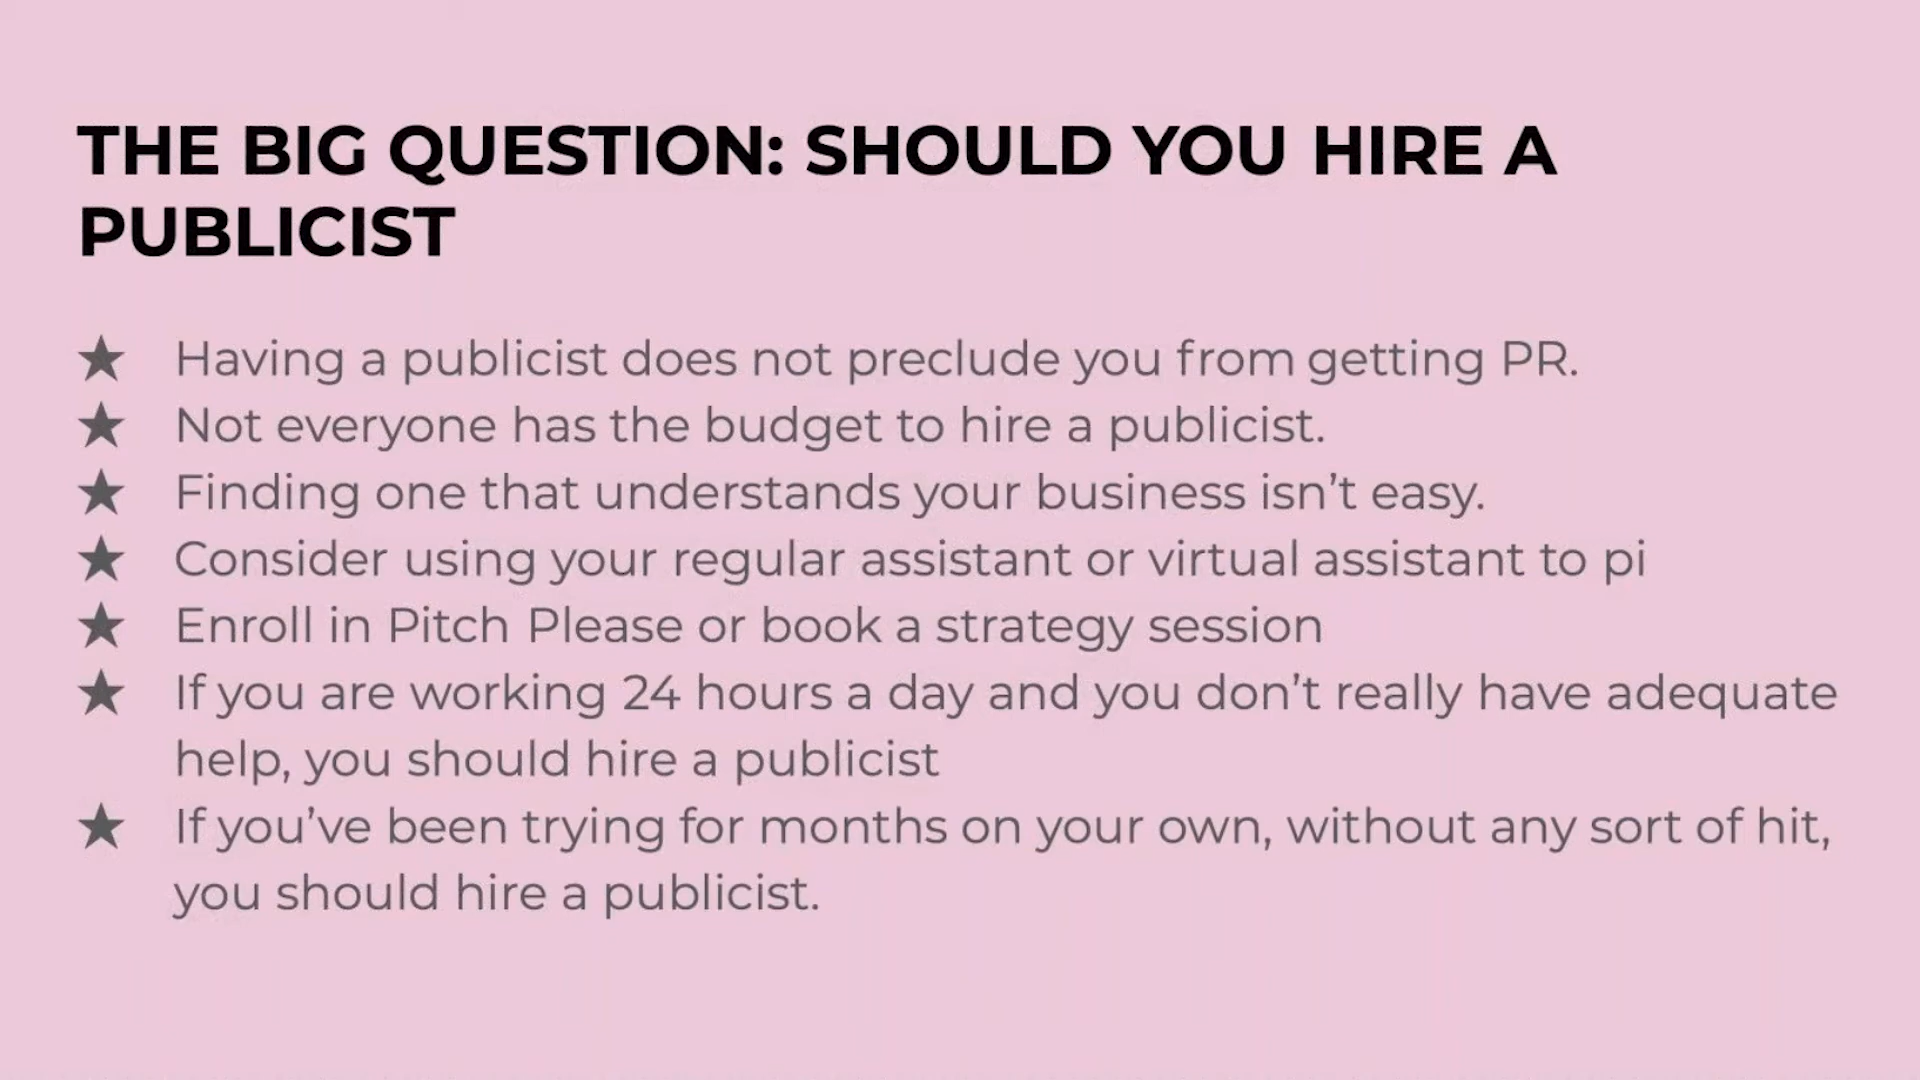 THE BIG QUESTION: SHOULD YOU HIRE A
PUBLICIST
★ Having a publicist does not preclude you from getting PR.
★ Not everyone has the budget to hire a publicist.
★ Finding one that understands your business isn’t easy.
★ Consider using your regular assistant or virtual assistant to pi
★ Enroll in Pitch Please or book a strategy session
★ If you are working 24 hours a day and you don’t really have adequate
help, you should hire a publicist
★ If you’ve been trying for months on your own, without any sort of hit,
you should hire a publicist.